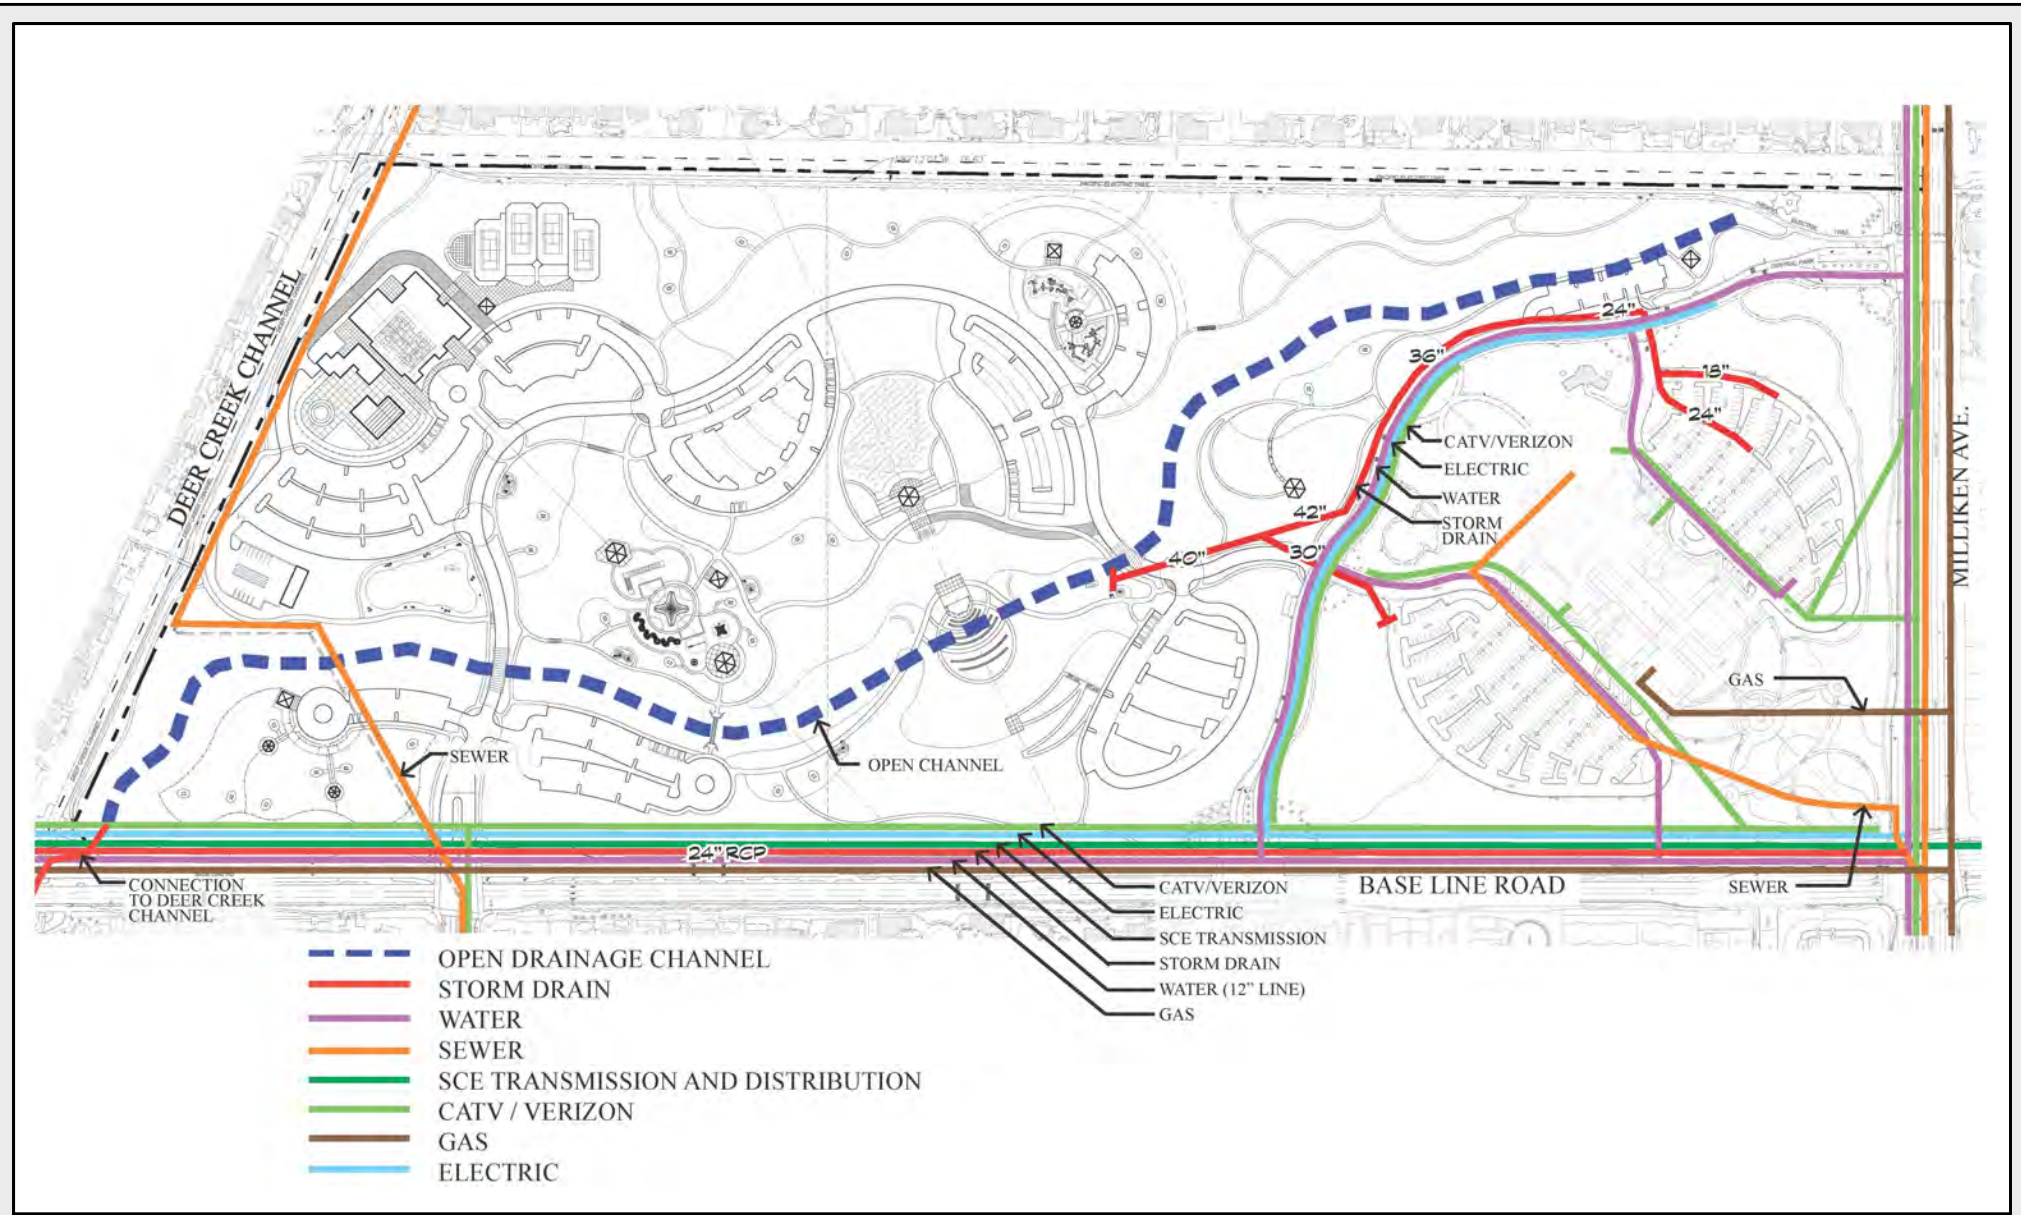 PACIFIC ELECTRIC TRAIL
DEER CREEK CHANNEL
24"
36"
18"
24"
MILLIKEN AVE.
CATV/VERIZON
ELECTRIC
WATER
STORM
DRAIN
42"
40"
30"
GAS
SEWER
OPEN CHANNEL
24" RCP
CONNECTION
TO DEER CREEK
CHANNEL
CATV/VERIZON
ELECTRIC
SCE TRANSMISSION
STORM DRAIN
WATER (12” LINE)
GAS
BASE LINE ROAD
SEWER
OPEN DRAINAGE CHANNEL
STORM DRAIN
WATER
SEWER
SCE TRANSMISSION AND DISTRIBUTION
CATV / VERIZON
GAS
ELECTRIC